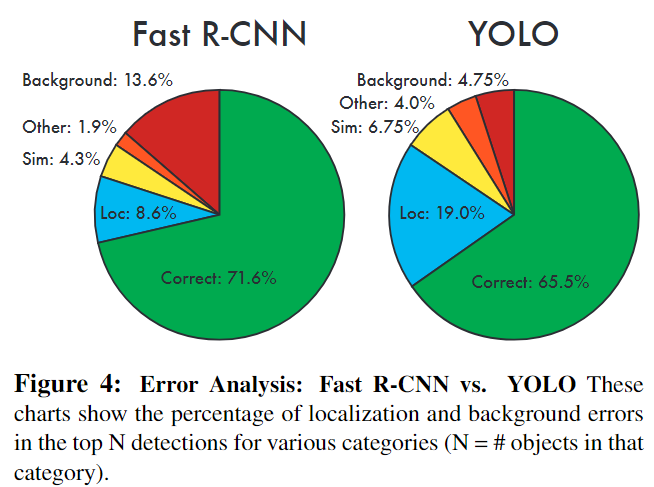 Fast R-CNN
YOLO
Background: 13.6%
Other: 1.9%
Sim: 4.3%
Loc: 8.6%
Correct: 71.6%
Background: 4.75%
Other: 4.0%
Sim: 6.75%
Loc: 19.0%
Correct: 65.5%
Figure 4: Error Analysis: Fast R-CNN vs. YOLO These
charts show the percentage of localization and background errors
in the top N detections for various categories (N = # objects in that
category).